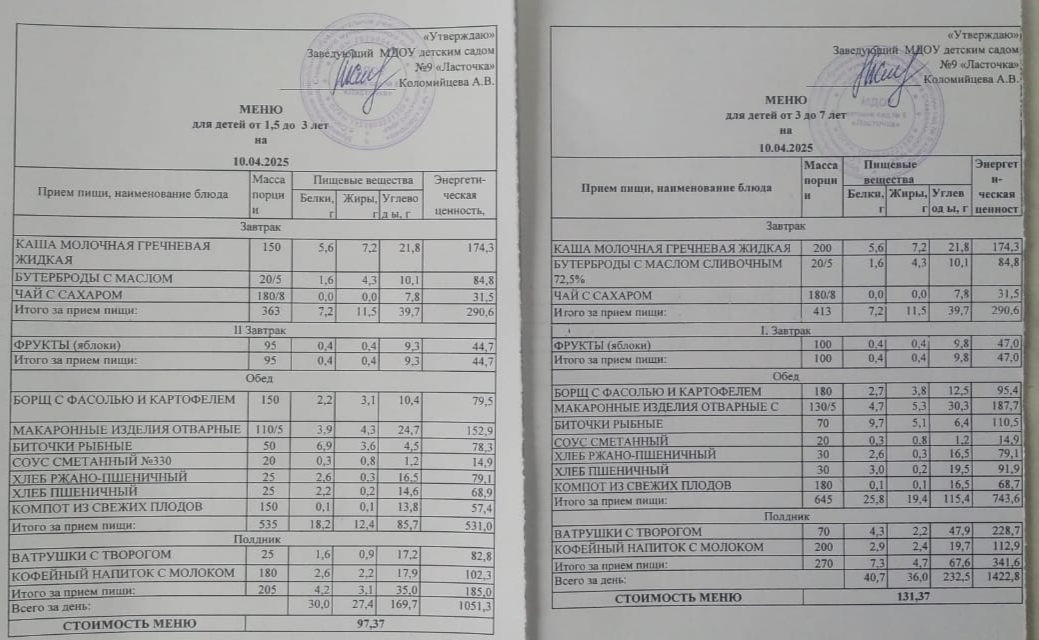 «Утверждаю»
Заведующий МДОУ детским садом
№9 «Ласточка»
Коломийцева А.В.
МЕНЮ
для детей от 1,5 до 3 лет
на
10.04.2025
Прием пищи, наименование блюда Масса порци и Пищевые вещества Энергети-ческая ценность,
Белки, г Жиры, г Углево д ы, г
Завтрак
КАША МОЛОЧНАЯ ГРЕЧНЕВАЯ 150 5,6 7,2 21,8 174,3
ЖИДКАЯ
БУТЕРБРОДЫ С МАСЛОМ 20/5 1,6 4,3 10,1 84,8
ЧАЙ С САХАРОМ 180/8 0,0 0,0 7,8 31,5
Итого за прием пищи: 363 7,2 11,5 39,7 290,6
II Завтрак
ФРУКТЫ (яблоки) 95 0,4 0,4 9,3 44,7
Итого за прием пищи: 95 0,4 0,4 9,3 44,7
Обед
БОРЩ С ФАСОЛЬЮ И КАРТОФЕЛЕМ 150 2,2 3,1 10,4 79,5
МАКАРОННЫЕ ИЗДЕЛИЯ ОТВАРНЫЕ 110/5 3,9 4,3 24,7 152,9
БИТОЧКИ РЫБНЫЕ 50 6,9 3,6 4,5 78,3
СОУС СМЕТАННЫЙ №330 20 0,3 0,8 1,2 14,9
ХЛЕБ РЖАНО-ПШЕНИЧНЫЙ 25 2,6 0,3 16,5 79,1
ХЛЕБ ПШЕНИЧНЫЙ 25 2,2 0,2 14,6 68,9
КОМПОТ ИЗ СВЕЖИХ ПЛОДОВ 150 0,1 0,1 13,8 57,4
Итого за прием пищи: 535 18,2 12,4 85,7 531,0
Полдник
ВАТРУШКИ С ТВОРОГОМ 25 1,6 0,9 17,2 82,8
КОФЕЙНЫЙ НАПИТОК С МОЛОКОМ 180 2,6 2,2 17,9 102,3
Итого за прием пищи: 205 4,2 3,1 35,0 185,0
Всего за день: 30,0 27,4 169,7 1051,3
СТОИМОСТЬ МЕНЮ 97,37
«Утверждаю»
Заведующий МДОУ детским садом
№9 «Ласточка»
Коломийцева А.В.
МЕНЮ
для детей от 3 до 7 лет
на
10.04.2025
Прием пищи, наименование блюда Масса порци и Пищевые вещества Энергет и-ческая ценност
Белки, г Жиры, г Углев од ы, г
Завтрак
КАША МОЛОЧНАЯ ГРЕЧНЕВАЯ ЖИДКАЯ 200 5,6 7,2 21,8 174,3
БУТЕРБРОДЫ С МАСЛОМ СЛИВОЧНЫМ 20/5 1,6 4,3 10,1 84,8
72,5%
ЧАЙ С САХАРОМ 180/8 0,0 0,0 7,8 31,5
Итого за прием пищи: 413 7,2 11,5 39,7 290,6
I. Завтрак
ФРУКТЫ (яблоки) 100 0,4 0,4 9,8 47,0
Итого за прием пищи: 100 0,4 0,4 9,8 47,0
Обед
БОРЩ С ФАСОЛЬЮ И КАРТОФЕЛЕМ 180 2,7 3,8 12,5 95,4
МАКАРОННЫЕ ИЗДЕЛИЯ ОТВАРНЫЕ С 130/5 4,7 5,3 30,3 187,7
БИТОЧКИ РЫБНЫЕ 70 9,7 5,1 6,4 110,5
СОУС СМЕТАННЫЙ 20 0,3 0,8 1,2 14,9
ХЛЕБ РЖАНО-ПШЕНИЧНЫЙ 30 2,6 0,3 16,5 79,1
ХЛЕБ ПШЕНИЧНЫЙ 30 3,0 0,2 19,5 91,9
КОМПОТ ИЗ СВЕЖИХ ПЛОДОВ 180 0,1 0,1 16,5 68,7
Итого за прием пищи: 645 25,8 19,4 115,4 743,6
Полдник
ВАТРУШКИ С ТВОРОГОМ 70 4,3 2,2 47,9 228,7
КОФЕЙНЫЙ НАПИТОК С МОЛОКОМ 200 2,9 2,4 19,7 112,9
Итого за прием пищи: 270 7,3 4,7 67,6 341,6
Всего за день: 40,7 36,0 232,5 1422,8
СТОИМОСТЬ МЕНЮ 131,37